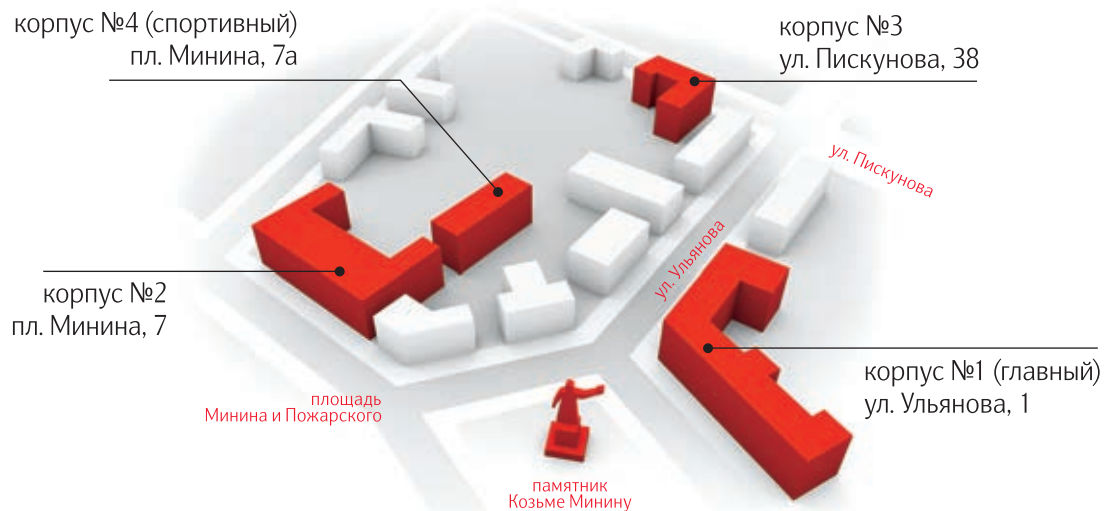 корпус №4 (спортивный)
пл. Минина, 7а
корпус №3
ул. Пискунова, 38
ул. Пискунова
ул. Ульянова
корпус №2
пл. Минина, 7
корпус №1 (главный)
ул. Ульянова, 1
площадь
Минина и Пожарского
памятник
Козьме Минину